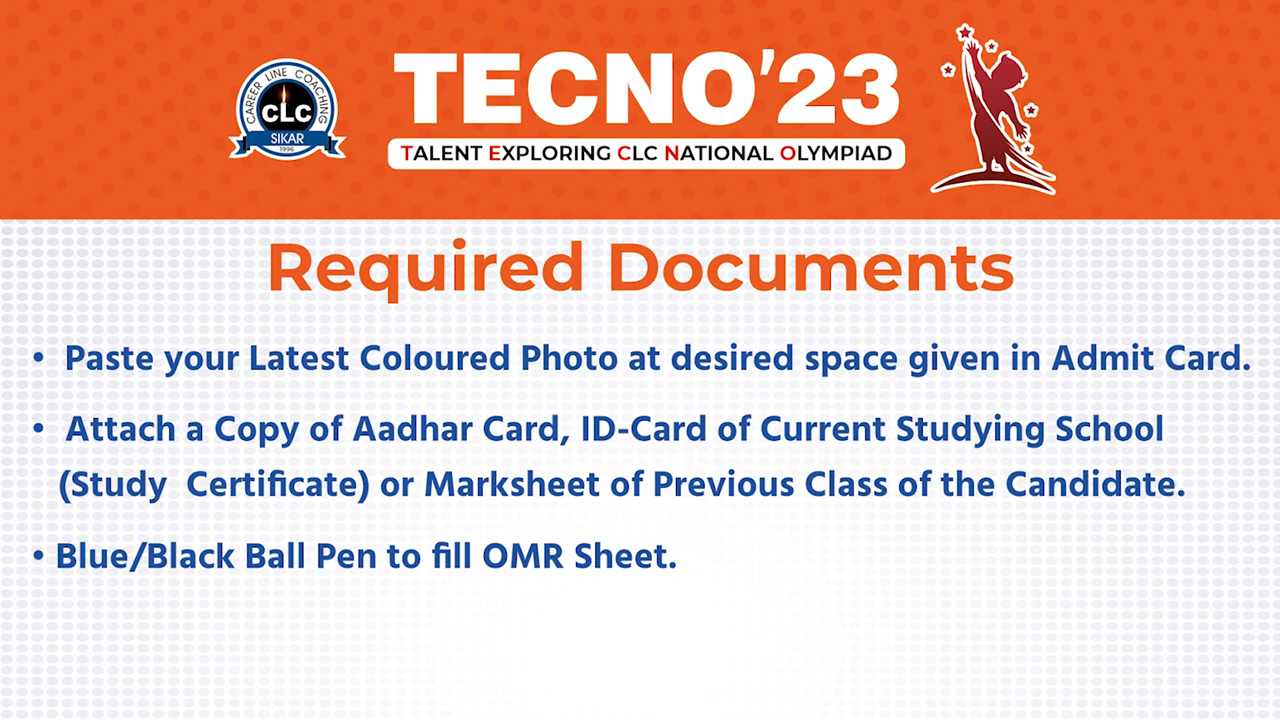 CAREER LINE COACHING
CLC
SIKAR
1996
TECNO'23
TALENT EXPLORING CLC NATIONAL OLYMPIAD
Required Documents
• Paste your Latest Coloured Photo at desired space given in Admit Card.
• Attach a Copy of Aadhar Card, ID-Card of Current Studying School
(Study Certificate) or Marksheet of Previous Class of the Candidate.
• Blue/Black Ball Pen to fill OMR Sheet.